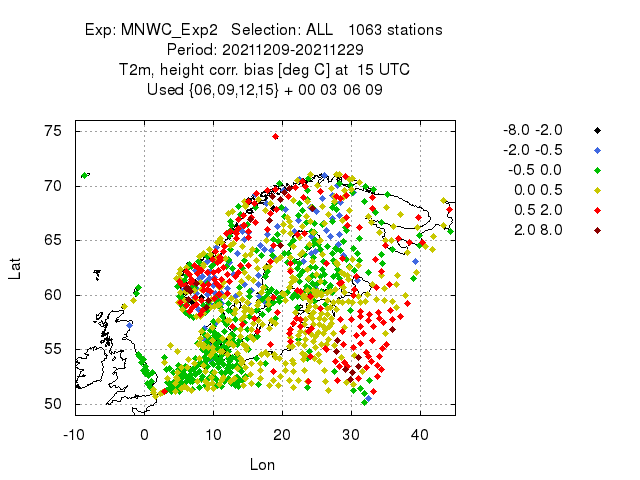 Exp: MNWC_Exp2   Selection: ALL   1063 stations
Period: 20211209-20211229
T2m, height corr. bias [deg C] at  15 UTC
Used {06,09,12,15} + 00 03 06 09
-8.0 -2.0
-2.0 -0.5
-0.5 0.0
0.0 0.5
0.5 2.0
2.0 8.0
75
70
65
60
55
50
Lat
-10 0 10 20 30 40
Lon